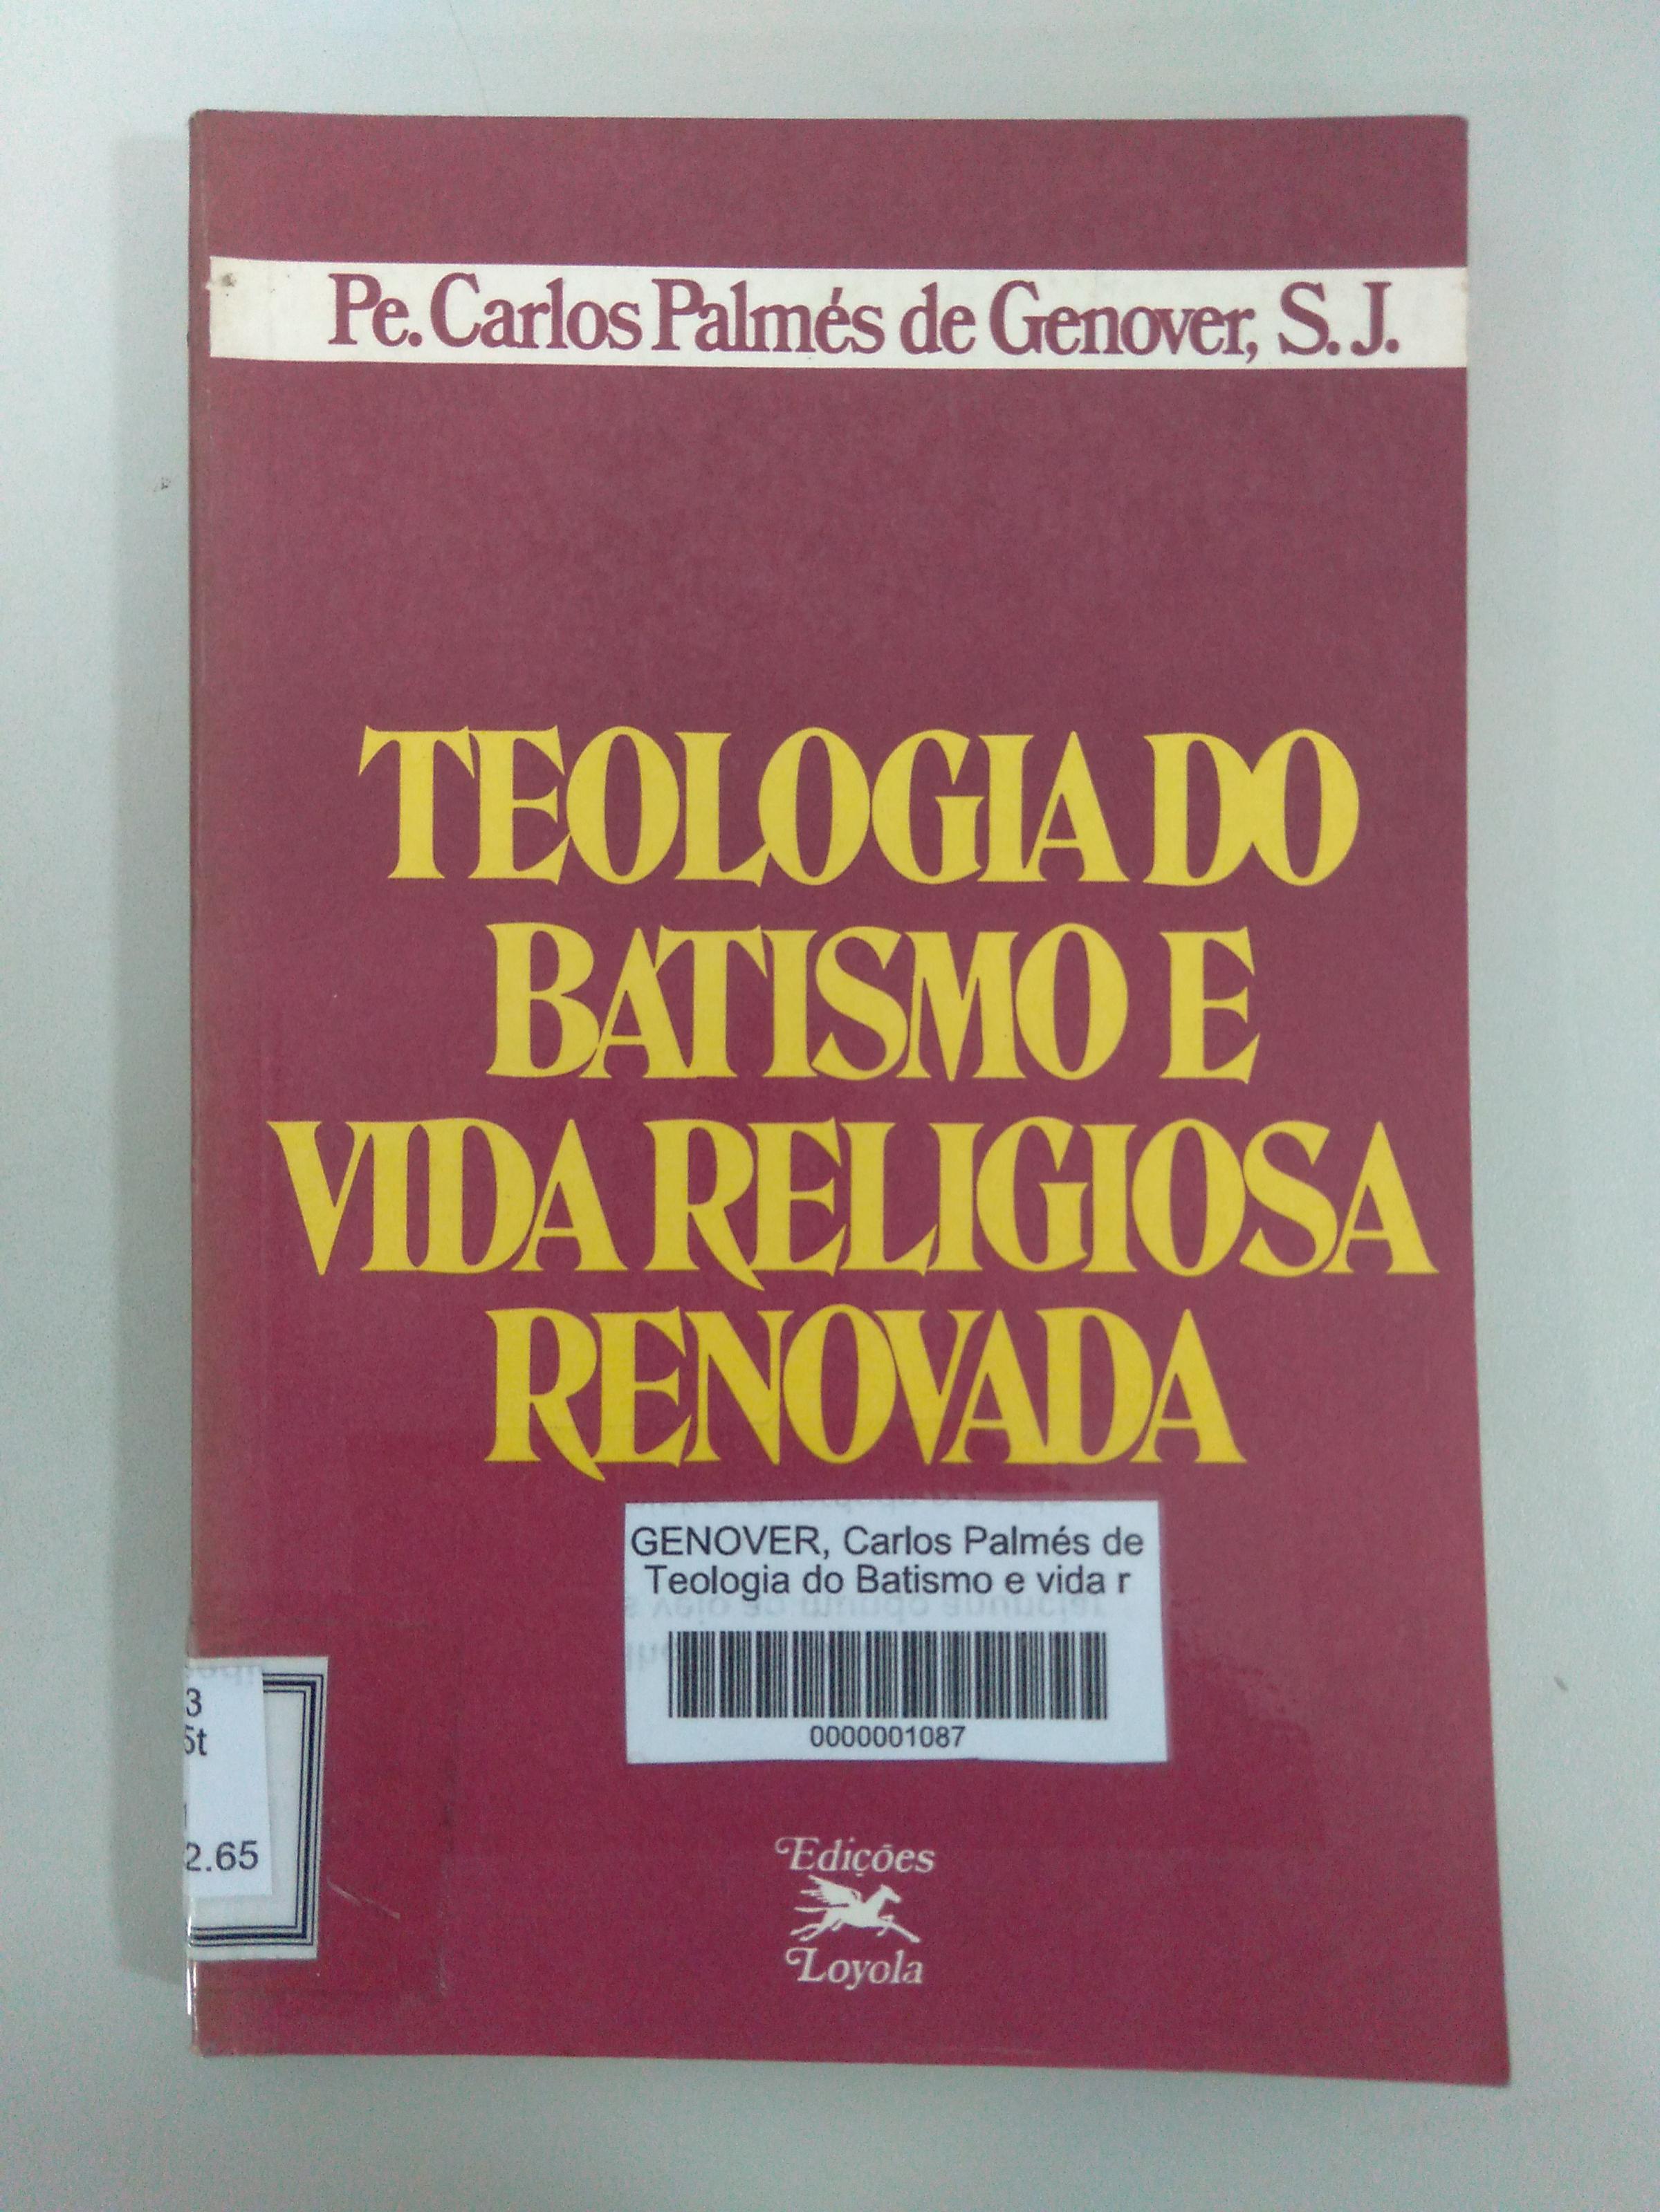 Pe. Carlos Palmés de Genover, S. J.
TEOLOGIA DO
BATISMO E
VIDA RELIGIOSA
RENOVADA
GENOVER, Carlos Palmés de
Teologia do Batismo e vida r
0000001087
3
5t
2.65
Edições
Loyola